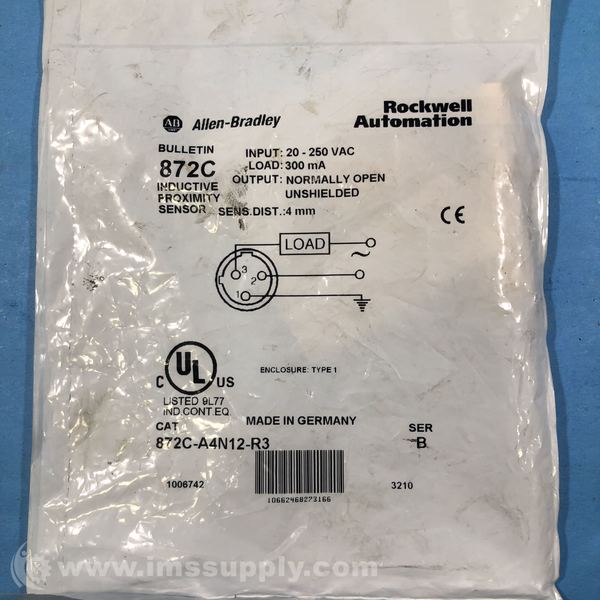 AB Allen-Bradley
Rockwell
Automation
BULLETIN
872C
INDUCTIVE
PROXIMITY
SENSOR
INPUT: 20 - 250 VAC
LOAD: 300 mA
OUTPUT: NORMALLY OPEN
UNSHIELDED
SENS.DIST.:4 mm
CE
LOAD
3
2
1
C UL US
LISTED 9L77
IND.CONT.EQ.
ENCLOSURE: TYPE 1
MADE IN GERMANY
CAT
872C-A4N12-R3
SER
B
1006742
10662468273166
3210
© www.imssupply.com